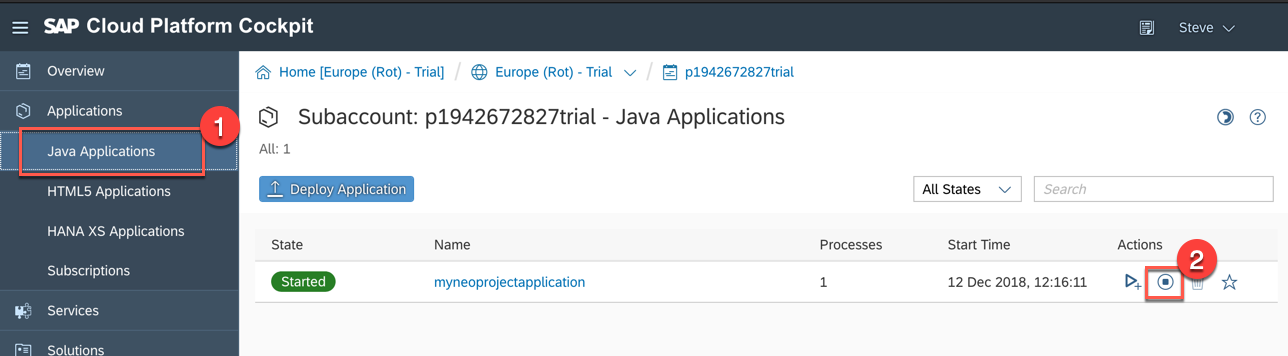 SAP Cloud Platform Cockpit
Steve
Overview
Applications
Java Applications
1
HTML5 Applications
HANA XS Applications
Subscriptions
Services
Solutions
Home [Europe (Rot) - Trial] / Europe (Rot) - Trial / p1942672827trial
Subaccount: p1942672827trial - Java Applications
All: 1
Deploy Application
All States
Search
State Name Processes Start Time Actions
2
Started myneoprojectapplication 1 12 Dec 2018, 12:16:11